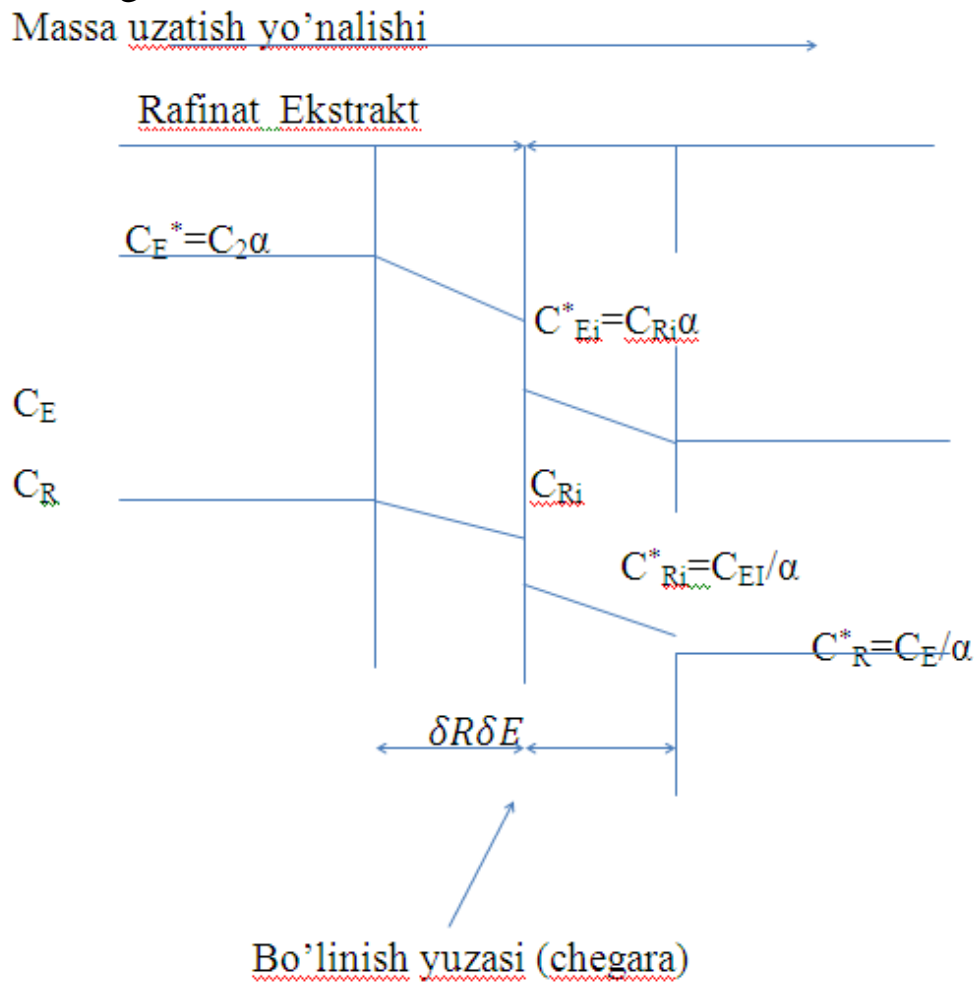 Massa uzatish yo’nalishi
Rafinat Ekstrakt
C_E*=C₂α
C*_Ei=C_Riα
C_E
C_R
C_Ri
C*_Ri=C_EI/α
C*_R=C_E/α
δRδE
Bo’linish yuzasi (chegara)